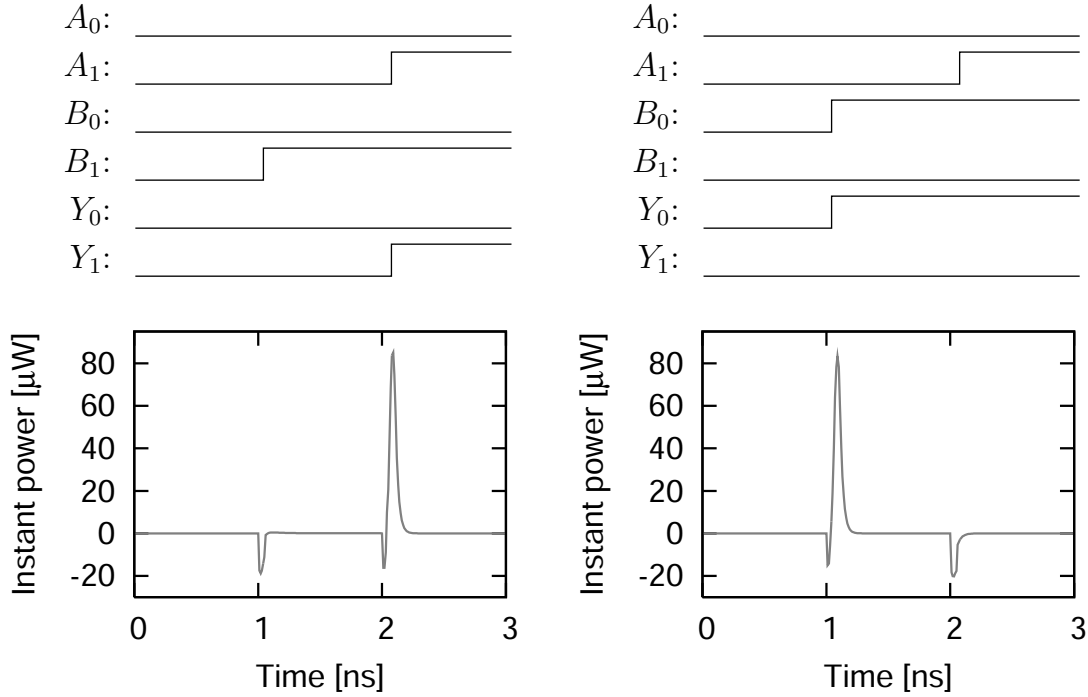 A₀:
A₁:
B₀:
B₁:
Y₀:
Y₁:
Instant power [µW]
80
60
40
20
0
-20
0 1 2 3
Time [ns]
A₀:
A₁:
B₀:
B₁:
Y₀:
Y₁:
Instant power [µW]
80
60
40
20
0
-20
0 1 2 3
Time [ns]